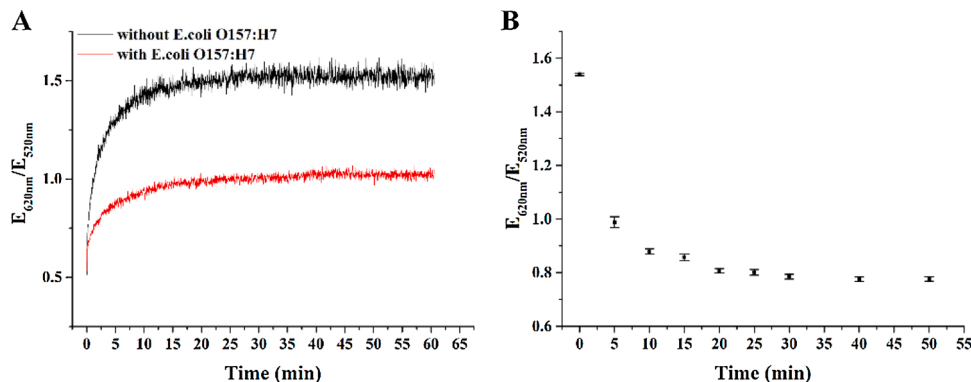 A
without E.coli O157:H7
with E.coli O157:H7
1.5
1.0
0.5
E620nm/E520nm
0 5 10 15 20 25 30 35 40 45 50 55 60 65
Time (min)
B
1.6
1.4
1.2
1.0
0.8
0.6
E620nm/E520nm
0 5 10 15 20 25 30 35 40 45 50 55
Time (min)